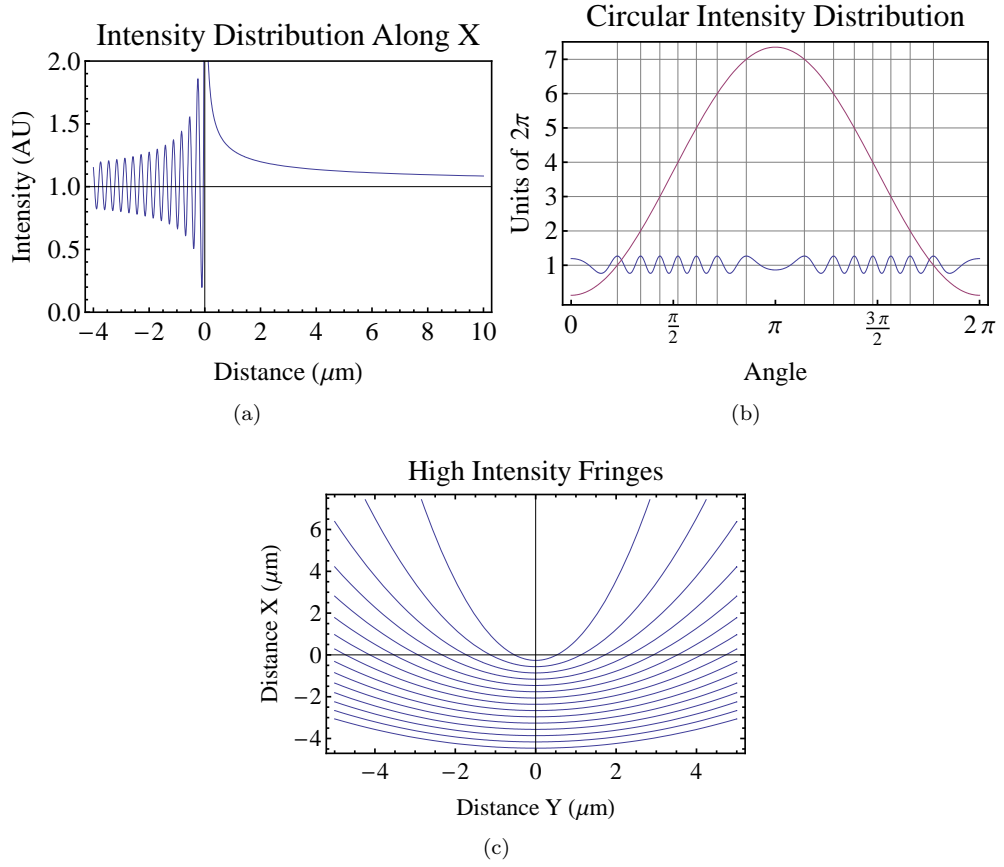 Intensity Distribution Along X
2.0
1.5
1.0
0.5
0.0
Intensity (AU)
−4 −2 0 2 4 6 8 10
Distance (μm)
(a)
Circular Intensity Distribution
7
6
5
4
3
2
1
Units of 2π
0 π/2 π 3π/2 2π
Angle
(b)
High Intensity Fringes
6
4
2
0
−2
−4
Distance X (μm)
−4 −2 0 2 4
Distance Y (μm)
(c)